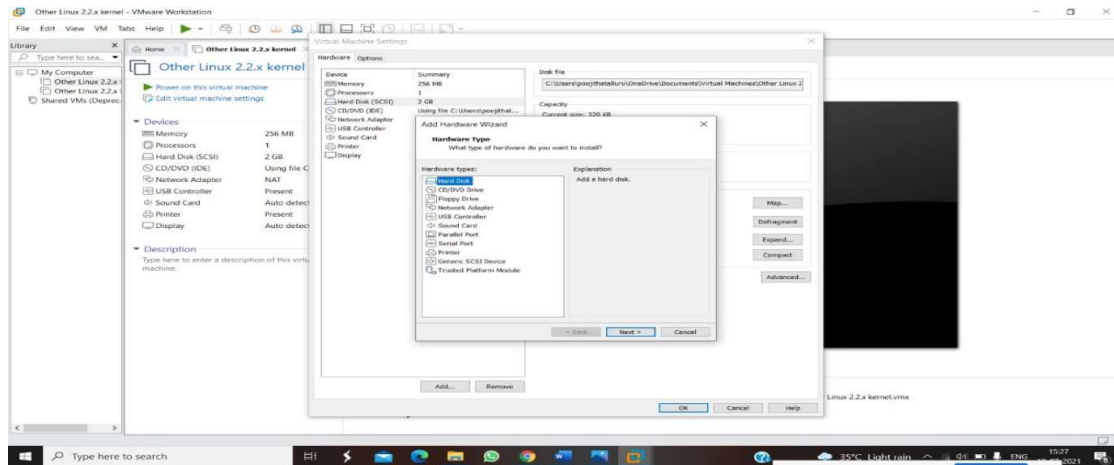 Other Linux 2.2.x kernel - VMware Workstation
File Edit View VM Tabs Help
Library
Type here to sea...
My Computer
Other Linux 2.2.x
Other Linux 2.2.x
Shared VMs (Deprec
Home
Other Linux 2.2.x kernel
Other Linux 2.2.x kernel
Power on this virtual machine
Edit virtual machine settings
Devices
Memory 256 MB
Processors 1
Hard Disk (SCSI) 2 GB
CD/DVD (IDE) Using file C
Network Adapter NAT
USB Controller Present
Sound Card Auto detect
Printer Present
Display Auto detect
Description
Type here to enter a description of this virtu
machine.
Virtual Machine Settings
Hardware Options
Device Summary
Memory 256 MB
Processors 1
Hard Disk (SCSI) 2 GB
CD/DVD (IDE) Using file C:\Users\poojithat...
Network Adapter
USB Controller
Sound Card
Printer
Display
Disk file
C:\Users\poojithatalluru\OneDrive\Documents\Virtual Machines\Other Linux 2
Capacity
Current size: 320 KB
Add Hardware Wizard
Hardware Type
What type of hardware do you want to install?
Hardware types:
Hard Disk
CD/DVD Drive
Floppy Drive
Network Adapter
USB Controller
Sound Card
Parallel Port
Serial Port
Printer
Generic SCSI Device
Trusted Platform Module
Explanation
Add a hard disk.
< Back Next > Cancel
Map...
Defragment
Expand...
Compact
Advanced...
Add... Remove
OK Cancel Help
Linux 2.2.x kernel.vmx
Type here to search
35°C Light rain
ENG
15:27